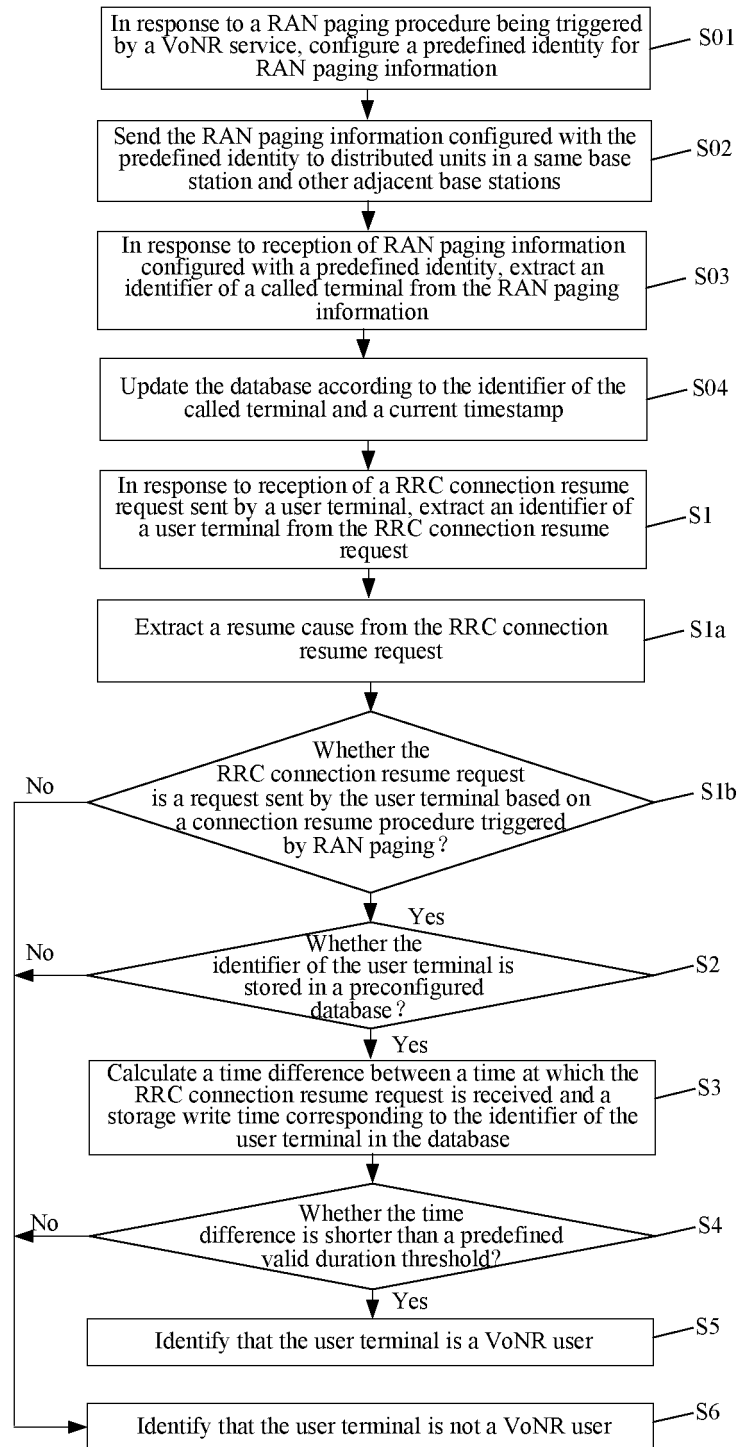 In response to a RAN paging procedure being triggered
by a VoNR service, configure a predefined identity for
RAN paging information
S01
Send the RAN paging information configured with the
predefined identity to distributed units in a same base
station and other adjacent base stations
S02
In response to reception of RAN paging information
configured with a predefined identity, extract an
identifier of a called terminal from the RAN paging
information
S03
Update the database according to the identifier of the
called terminal and a current timestamp
S04
In response to reception of a RRC connection resume
request sent by a user terminal, extract an identifier of
a user terminal from the RRC connection resume
request
S1
Extract a resume cause from the RRC connection
resume request
S1a
Whether the
RRC connection resume request
is a request sent by the user terminal based on
a connection resume procedure triggered
by RAN paging?
S1b
No
Yes
Whether the
identifier of the user terminal is
stored in a preconfigured
database?
S2
No
Yes
Calculate a time difference between a time at which the
RRC connection resume request is received and a
storage write time corresponding to the identifier of the
user terminal in the database
S3
Whether the time
difference is shorter than a predefined
valid duration threshold?
S4
No
Yes
Identify that the user terminal is a VoNR user
S5
Identify that the user terminal is not a VoNR user
S6